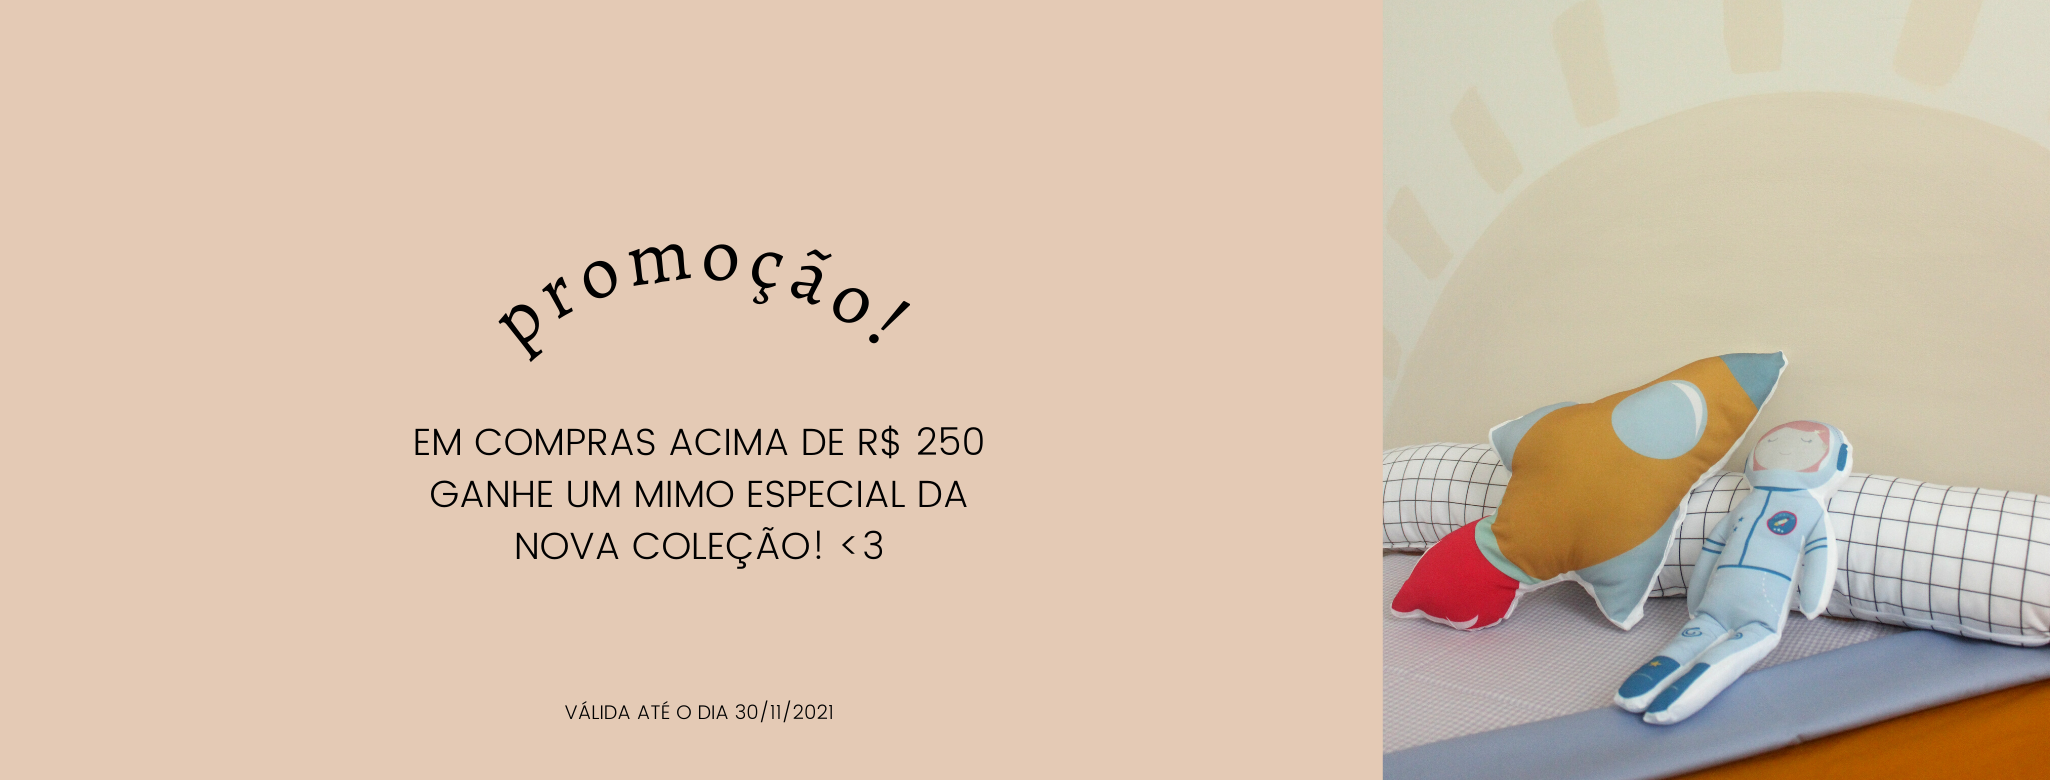 promoção!
EM COMPRAS ACIMA DE R$ 250
GANHE UM MIMO ESPECIAL DA
NOVA COLEÇÃO! <3
VÁLIDA ATÉ O DIA 30/11/2021